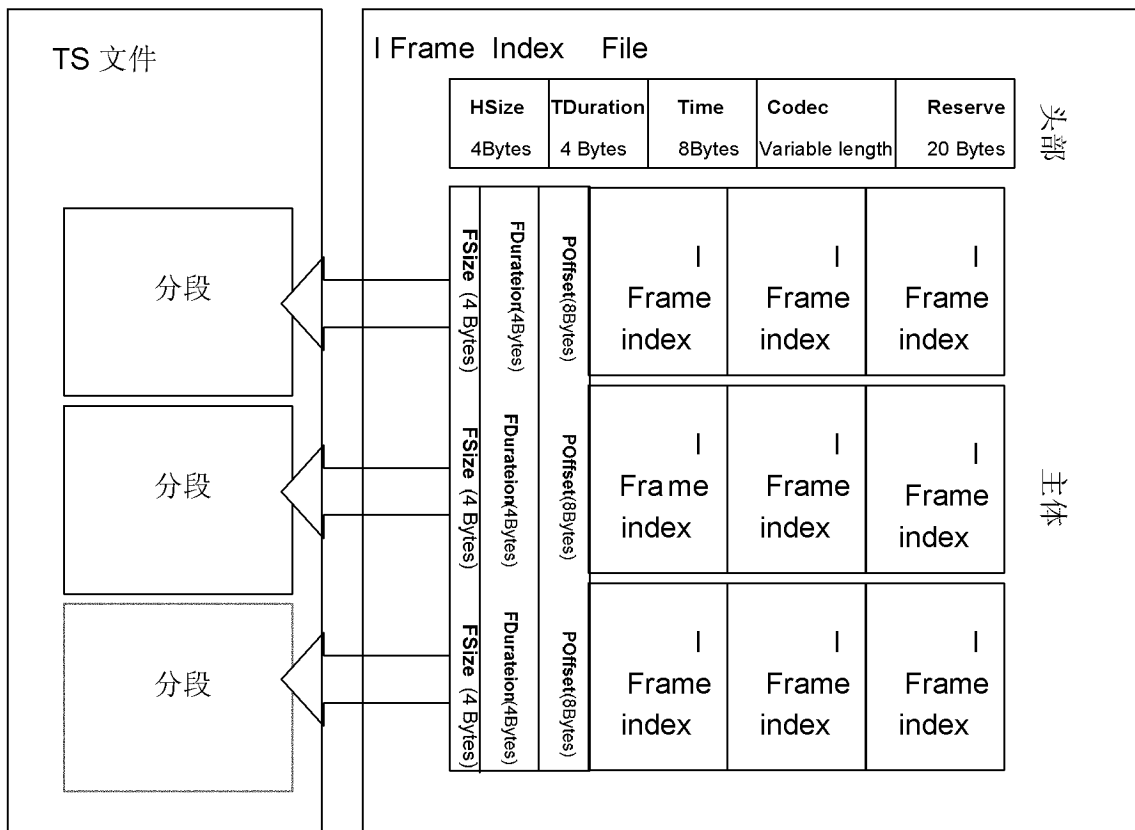 TS 文件
I Frame Index File
HSize
4Bytes
TDuration
4 Bytes
Time
8Bytes
Codec
Variable length
Reserve
20 Bytes
头部
分段
FSize (4 Bytes)
FDurateion(4Bytes)
POffset(8Bytes)
I
Frame
index
I
Frame
index
I
Frame
index
分段
FSize (4 Bytes)
FDurateion(4Bytes)
POffset(8Bytes)
I
Frame
index
I
Frame
index
I
Frame
index
主体
分段
FSize (4 Bytes)
FDurateion(4Bytes)
POffset(8Bytes)
I
Frame
index
I
Frame
index
I
Frame
index